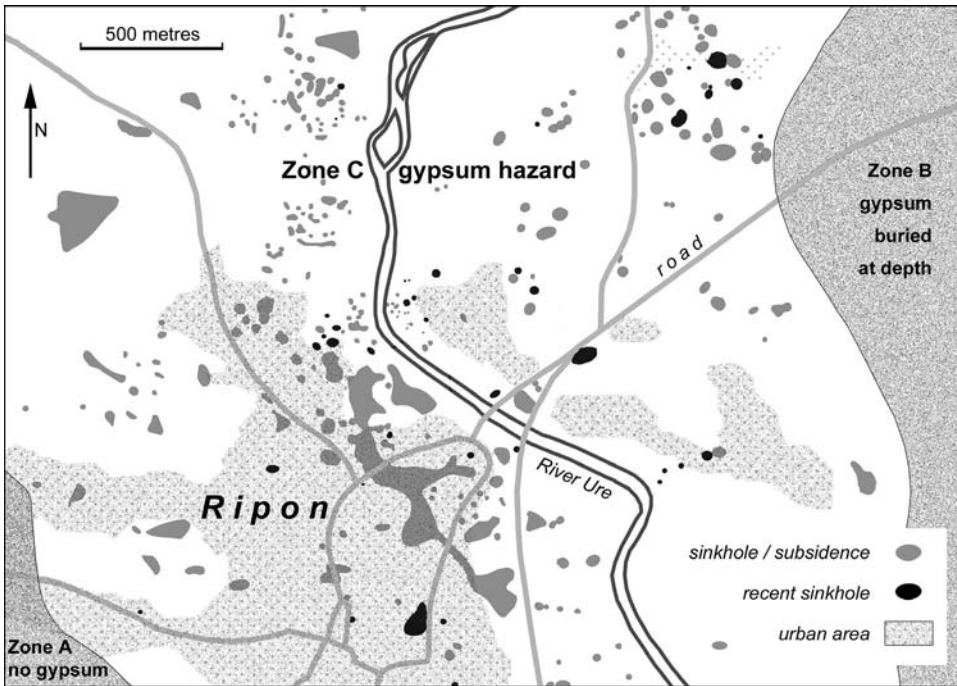 500 metres
N
Zone C gypsum hazard
Zone B
gypsum
buried
at depth
road
Ripon
River Ure
sinkhole / subsidence
recent sinkhole
urban area
Zone A
no gypsum